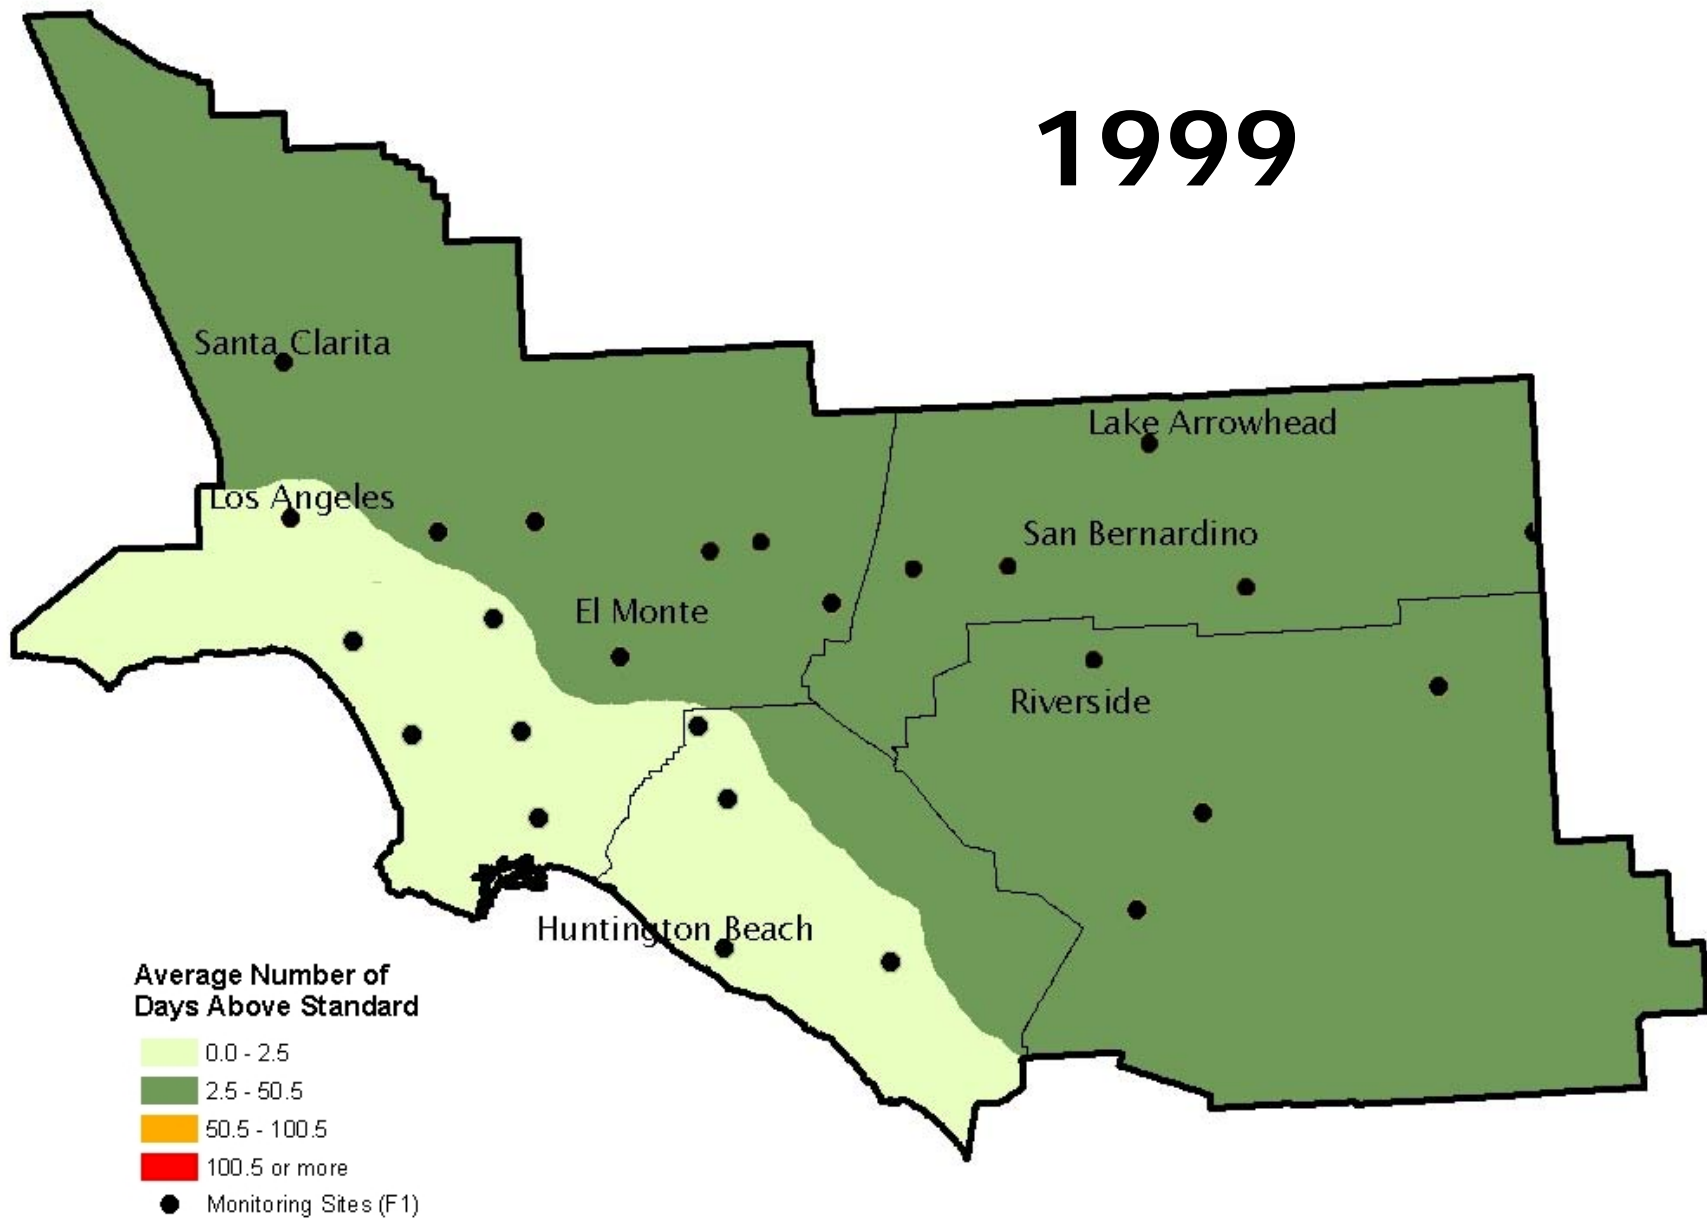 1999
Santa Clarita
Lake Arrowhead
Los Angeles
San Bernardino
El Monte
Riverside
Huntington Beach
Average Number of
Days Above Standard
0.0 - 2.5
2.5 - 50.5
50.5 - 100.5
100.5 or more
Monitoring Sites (F1)